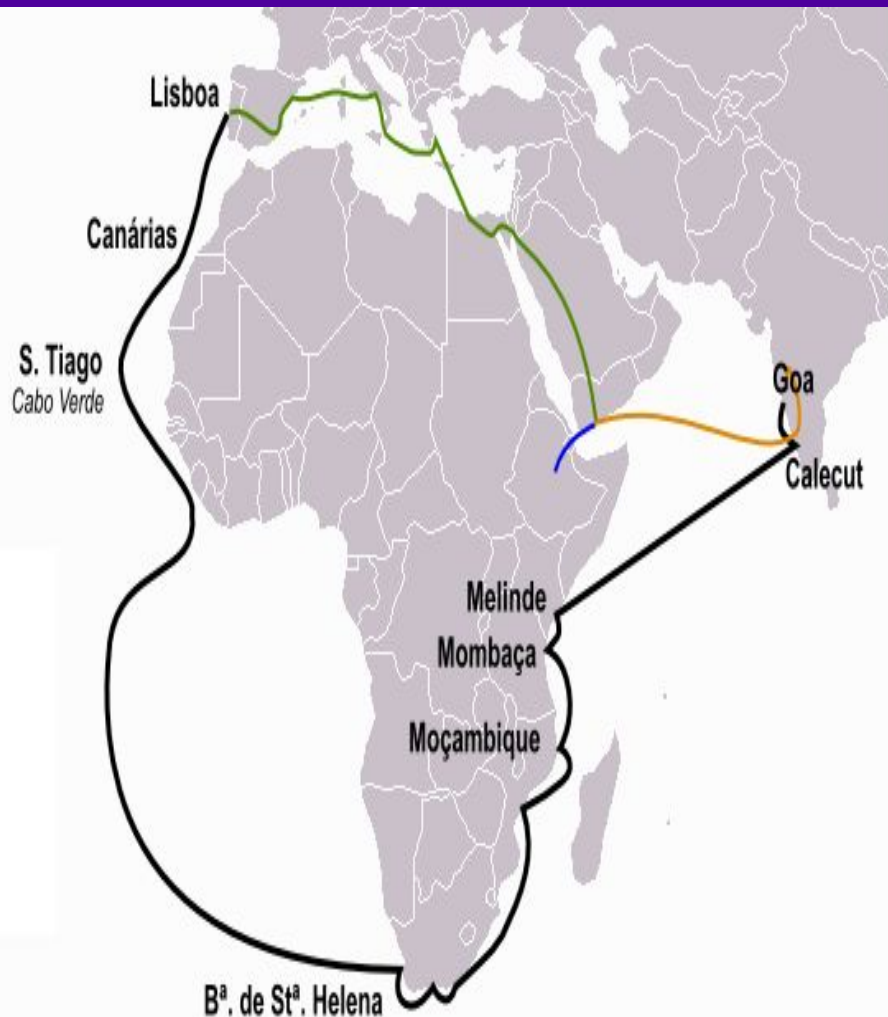 Lisboa
Canárias
S. Tiago
Cabo Verde
Goa
Calecut
Melinde
Mombaça
Moçambique
Bª. de Stª. Helena